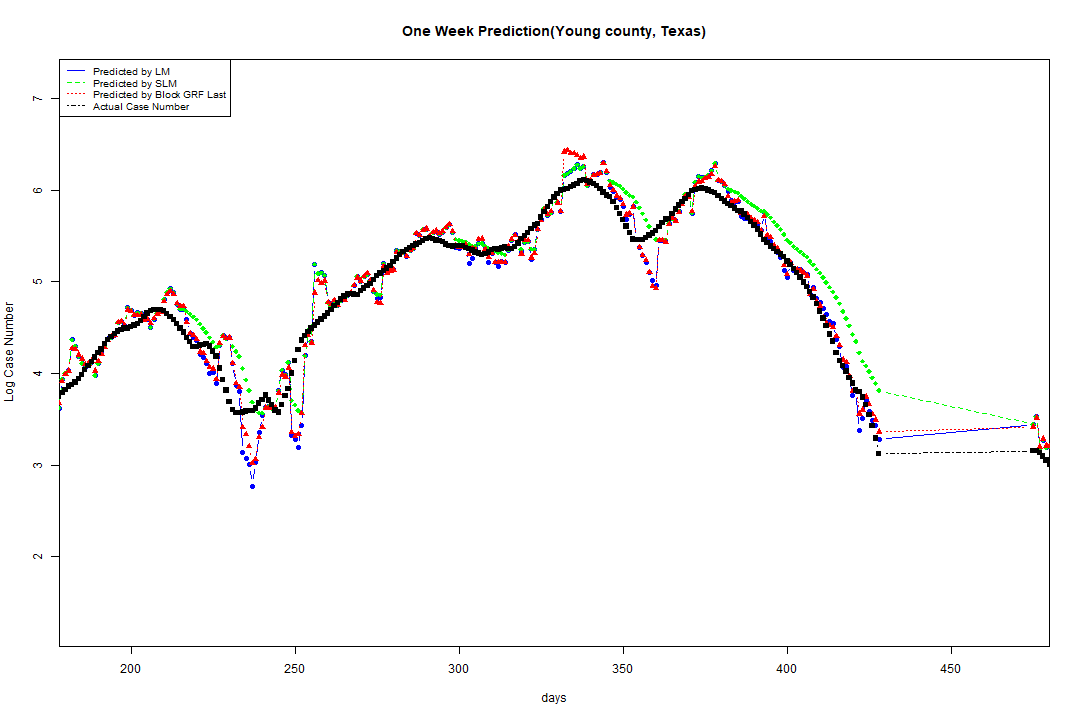 One Week Prediction(Young county, Texas)
Predicted by LM
Predicted by SLM
Predicted by Block GRF Last
Actual Case Number
7
6
5
4
3
2
Log Case Number
200 250 300 350 400 450
days